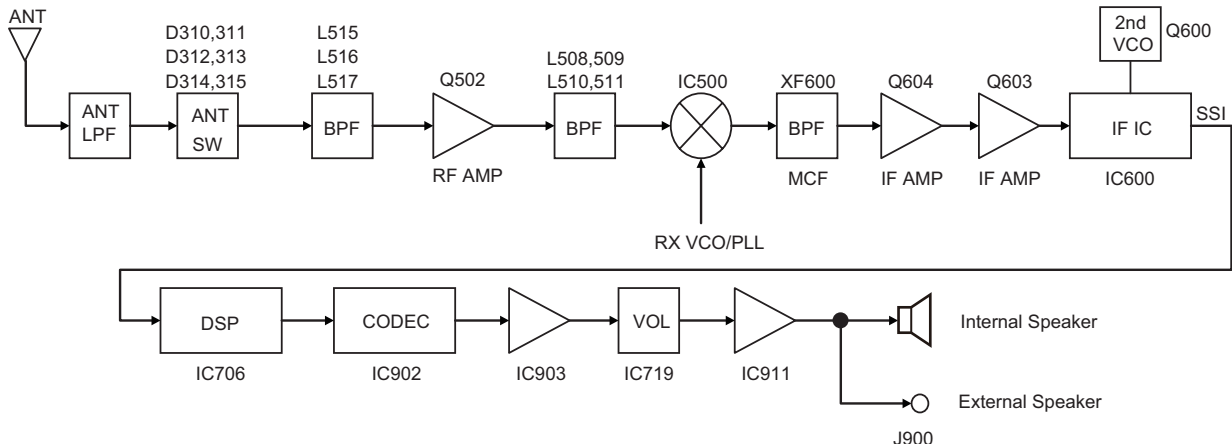 ANT
D310,311
D312,313
D314,315
L515
L516
L517
Q502
L508,509
L510,511
IC500
XF600
Q604
Q603
2nd
VCO
Q600
ANT
LPF
ANT
SW
BPF
BPF
BPF
IF IC
SSI
RF AMP
MCF
IF AMP
IF AMP
IC600
RX VCO/PLL
DSP
CODEC
VOL
Internal Speaker
IC706
IC902
IC903
IC719
IC911
External Speaker
J900